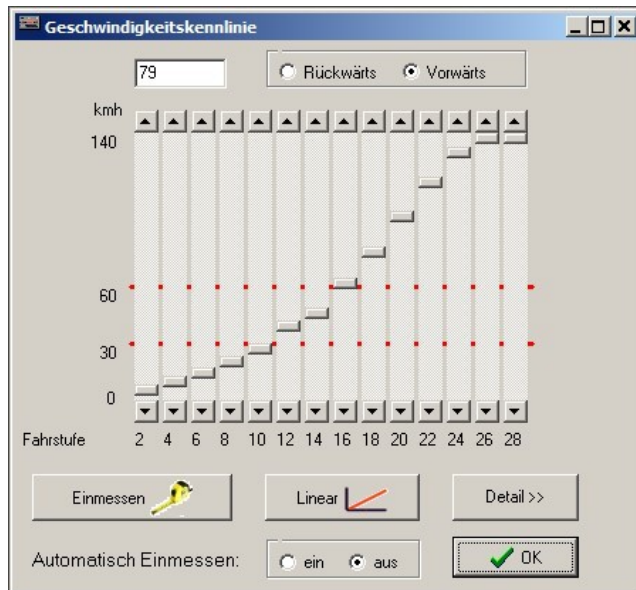 Geschwindigkeitskennlinie
79
Rückwärts Vorwärts
kmh
140
60
30
0
Fahrstufe 2 4 6 8 10 12 14 16 18 20 22 24 26 28
Einmessen Linear Detail >>
Automatisch Einmessen: ein aus OK